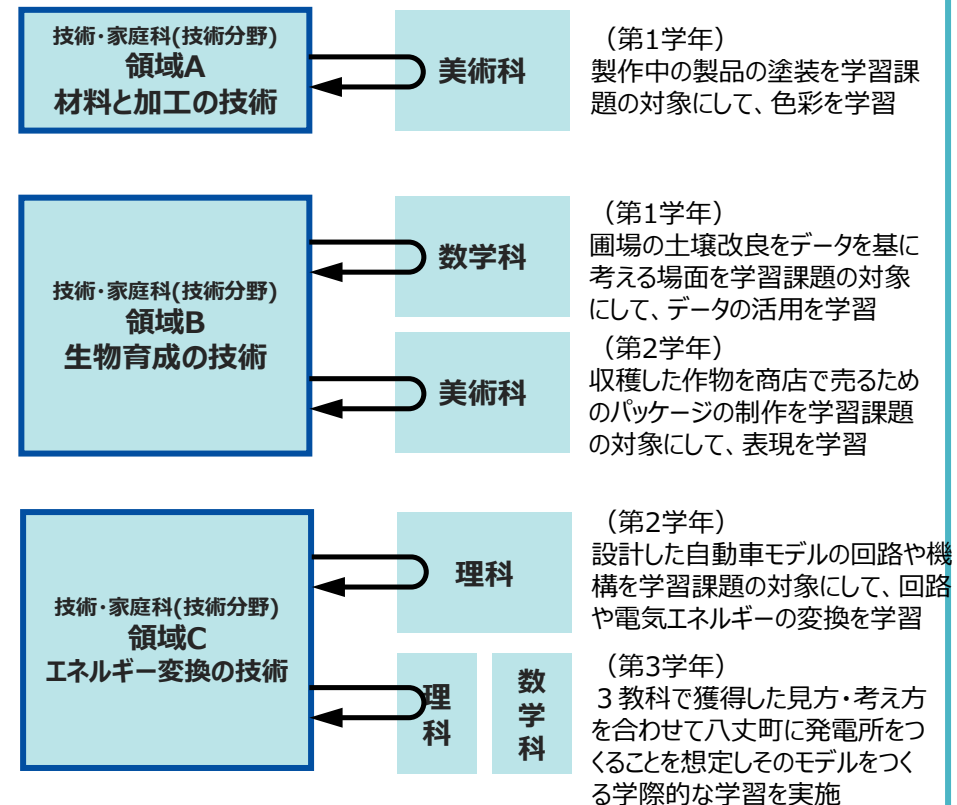 技術・家庭科(技術分野)
領域A
材料と加工の技術
美術科
（第1学年）
製作中の製品の塗装を学習課
題の対象にして、色彩を学習
技術・家庭科(技術分野)
領域B
生物育成の技術
数学科
（第1学年）
圃場の土壌改良をデータを基に
考える場面を学習課題の対象
にして、データの活用を学習
美術科
（第2学年）
収穫した作物を商店で売るため
のパッケージの制作を学習課題
の対象にして、表現を学習
技術・家庭科(技術分野)
領域C
エネルギー変換の技術
理科
（第2学年）
設計した自動車モデルの回路や機
構を学習課題の対象にして、回路
や電気エネルギーの変換を学習
理科
数学科
（第3学年）
３教科で獲得した見方・考え方
を合わせて八丈町に発電所をつ
くることを想定しそのモデルをつく
る学際的な学習を実施